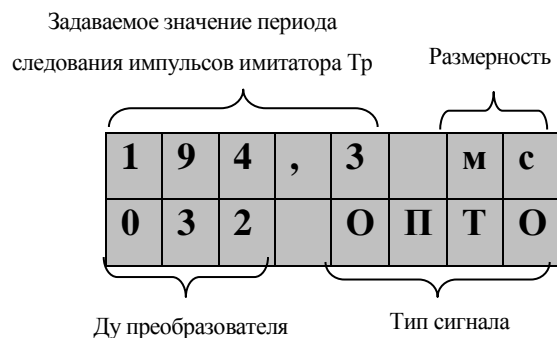 Задаваемое значение периода
следования импульсов имитатора Тр
Размерность
194,3 мс
032 ОПТО
Ду преобразователя
Тип сигнала